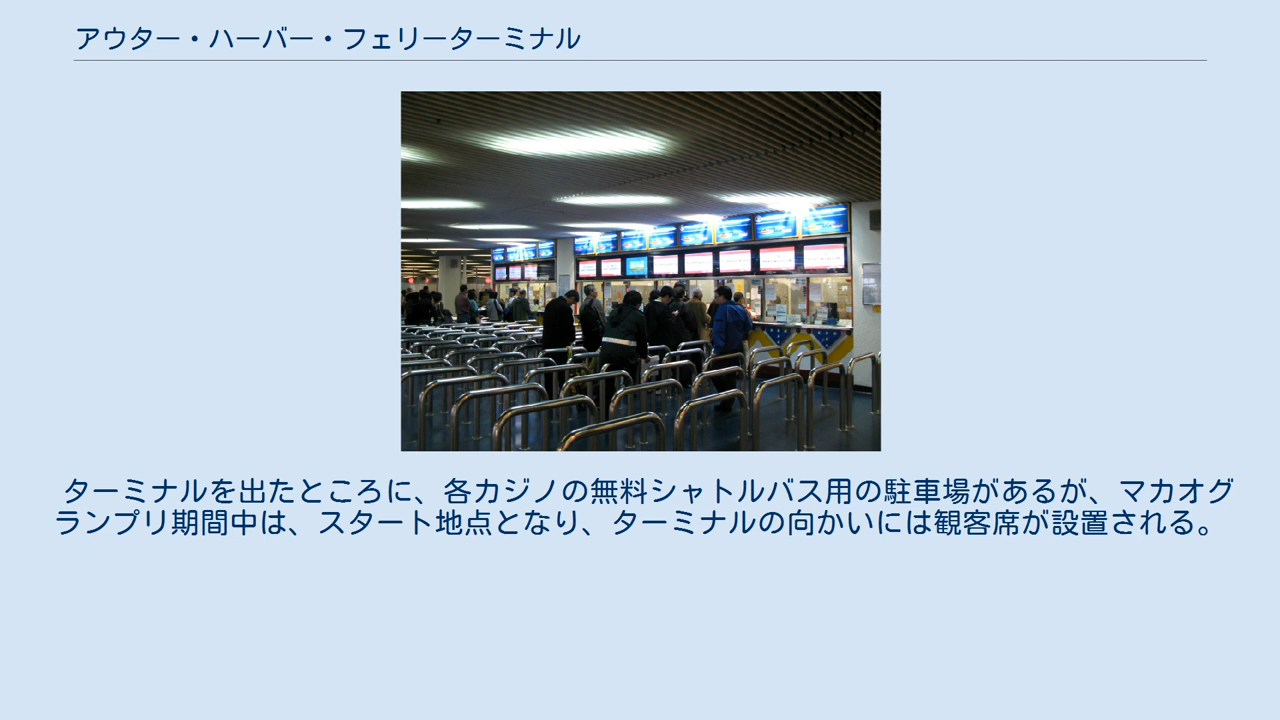 アウター・ハーバー・フェリーターミナル
ターミナルを出たところに、各カジノの無料シャトルバス用の駐車場があるが、マカオグ
ランプリ期間中は、スタート地点となり、ターミナルの向かいには観客席が設置される。